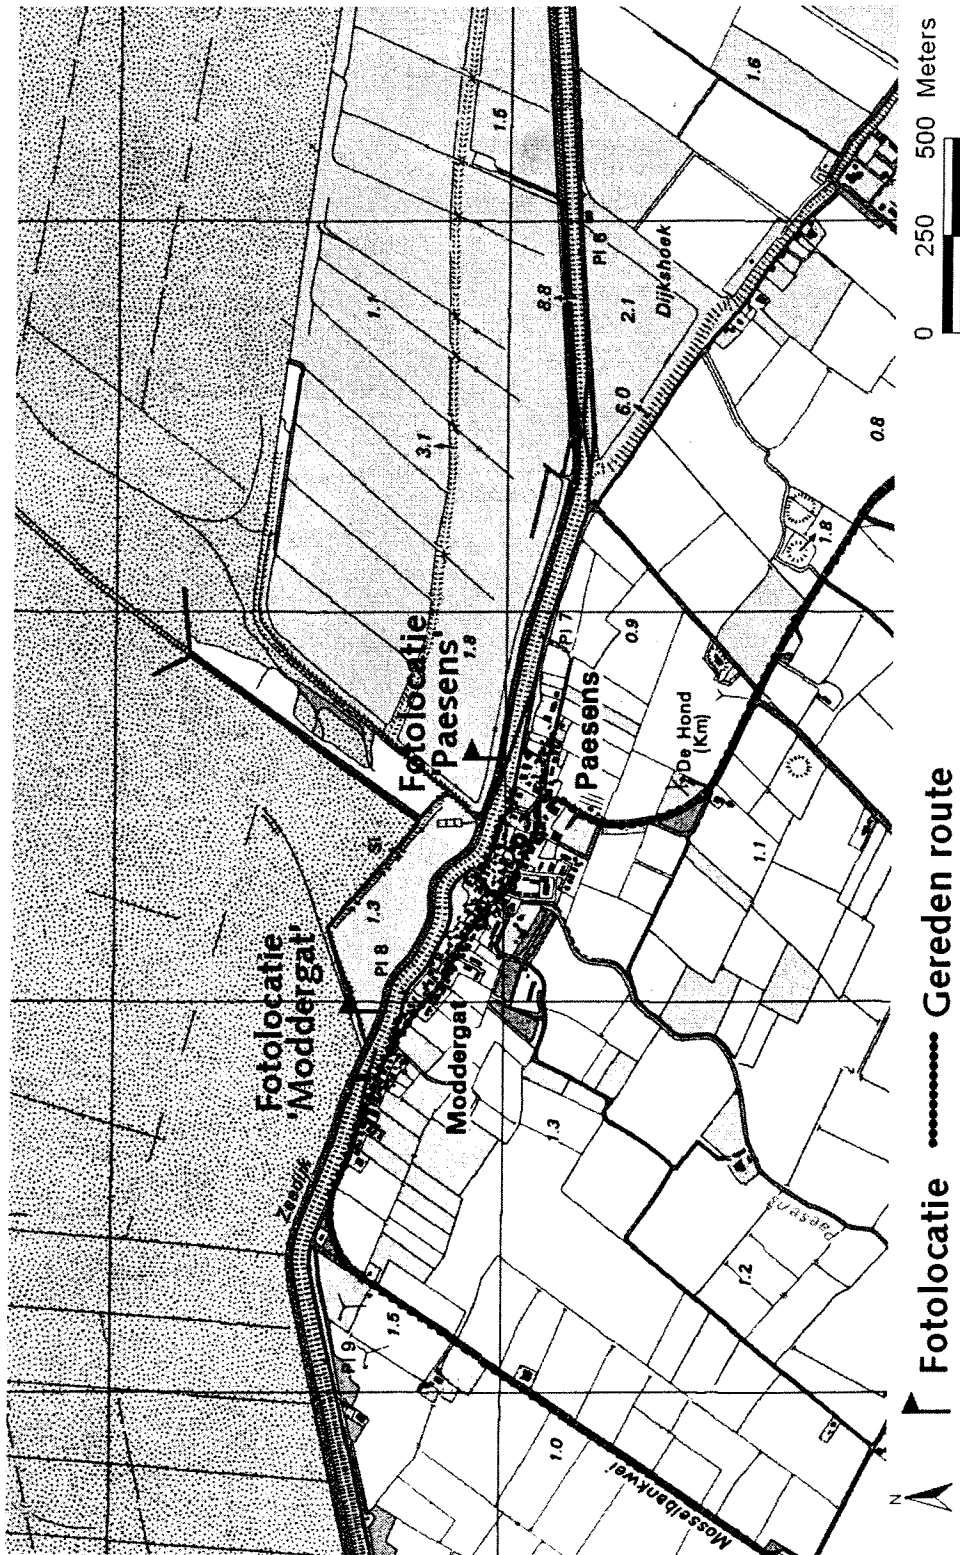 Fotolocatie
'Moddergat'
Fotolocatie
'Paesens'
Zeedijk
Pl 9
Pl 8
Pl 7
Pl 6
1.3
St
1.8
3.1
1.1
1.5
8.8
2.1
Dijkshoek
6.0
1.6
0.8
1.8
0.9
Paesens
De Hond
(Km)
1.1
Moddergat
1.3
Paesens
1.2
1.5
1.0
Mosselbankwei
N
Fotolocatie
Gereden route
0 250 500 Meters